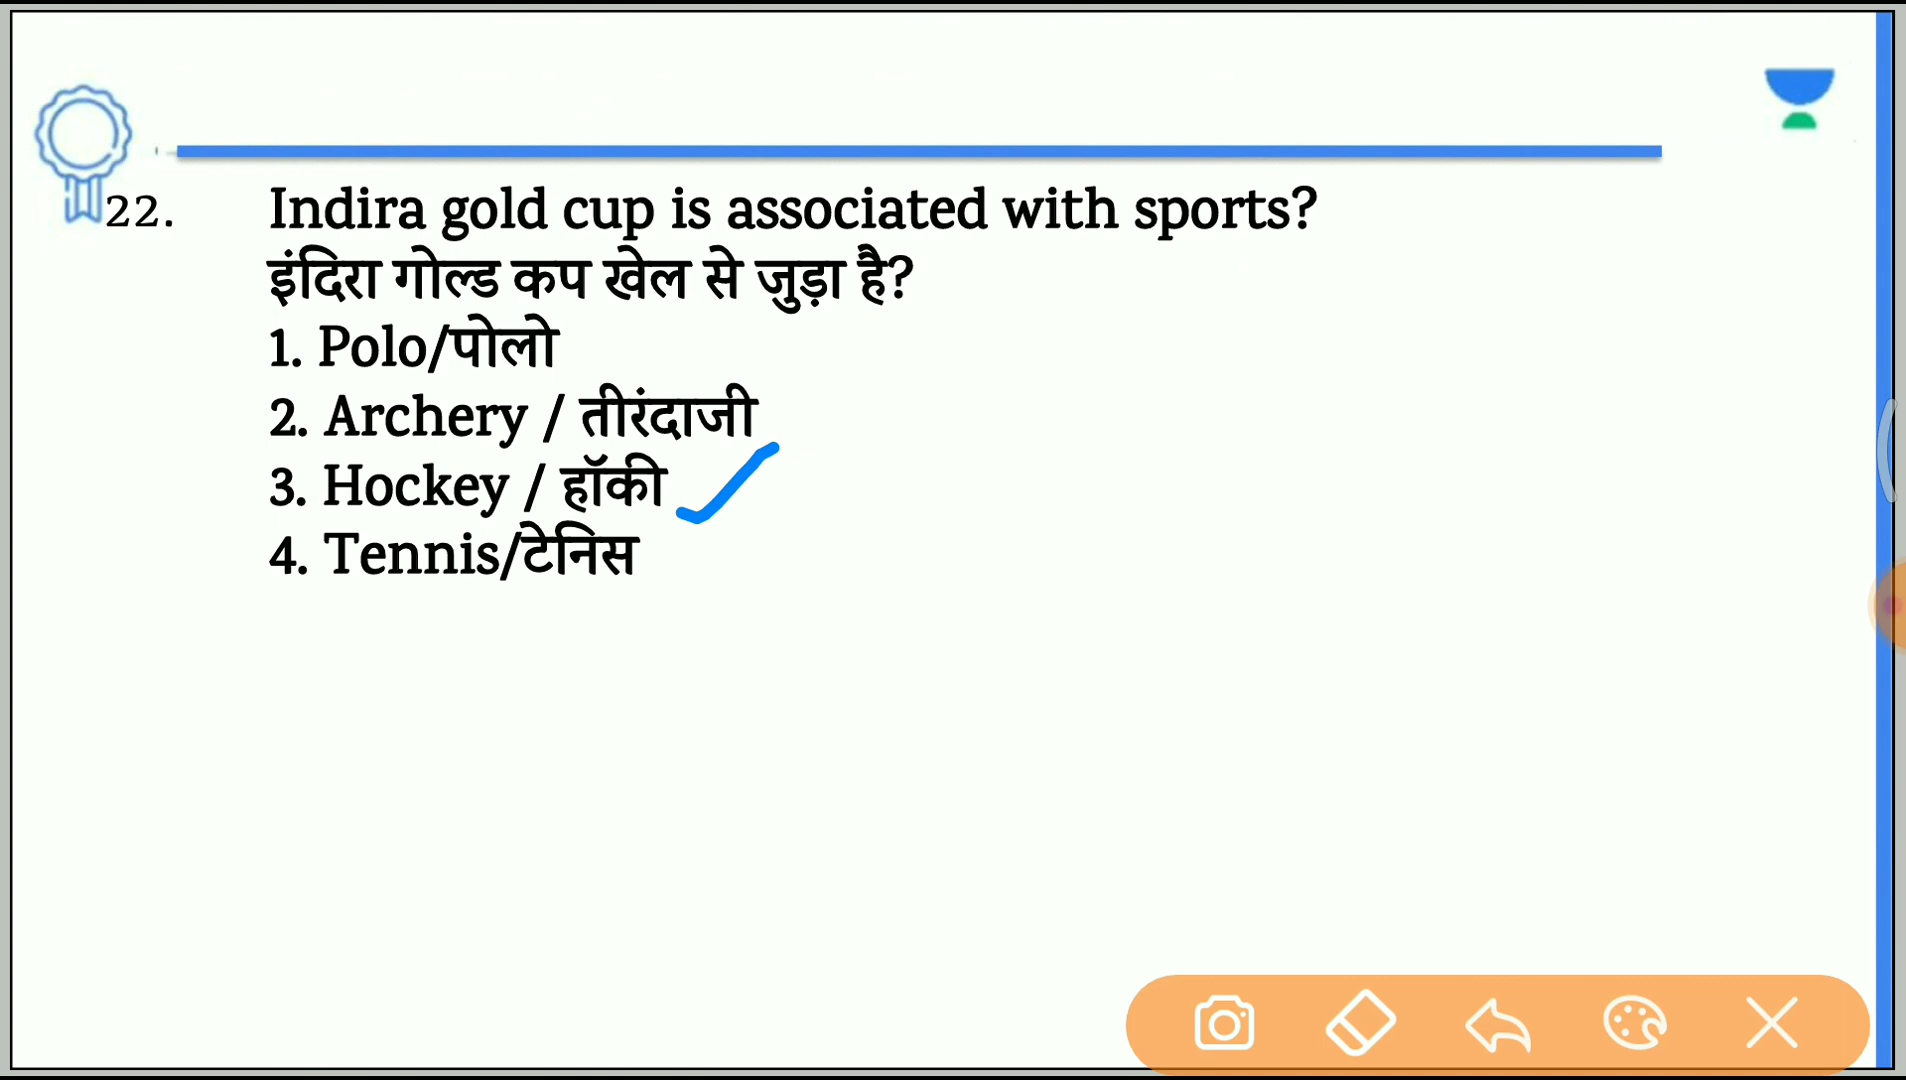 22. Indira gold cup is associated with sports?
इंदिरा गोल्ड कप खेल से जुड़ा है?
1. Polo/पोलो
2. Archery / तीरंदाजी
3. Hockey / हॉकी
4. Tennis/टेनिस